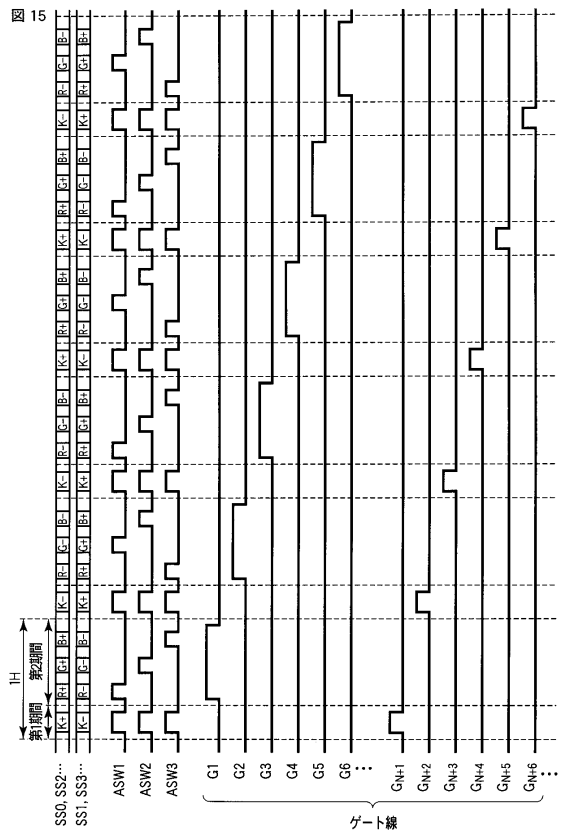 図 15
1H
第1期間 第2期間
SS0, SS2… K+ R+ G+ B+ K− R− G− B− K− R− G− B− K+ R+ G+ B+ K+ R+ G+ B+ K− R− G− B−
SS1, SS3… K− R− G− B− K+ R+ G+ B+ K+ R+ G+ B+ K− R− G− B− K− R− G− B− K+ R+ G+ B+
ASW1
ASW2
ASW3
G1
G2
G3
G4
G5
G6
…
GN+1
GN+2
GN+3
GN+4
GN+5
GN+6
…
ゲート線